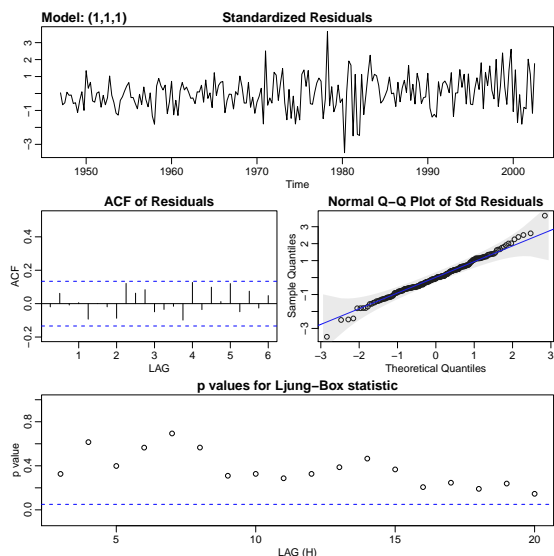 Model: (1,1,1) Standardized Residuals
3
2
1
−1
−3
1950 1960 1970 1980 1990 2000
Time
ACF of Residuals
ACF
0.4
0.2
0.0
−0.2
1 2 3 4 5 6
LAG
Normal Q−Q Plot of Std Residuals
Sample Quantiles
3
2
1
−1
−3
−3 −2 −1 0 1 2 3
Theoretical Quantiles
p values for Ljung−Box statistic
p value
0.8
0.4
0.0
5 10 15 20
LAG (H)